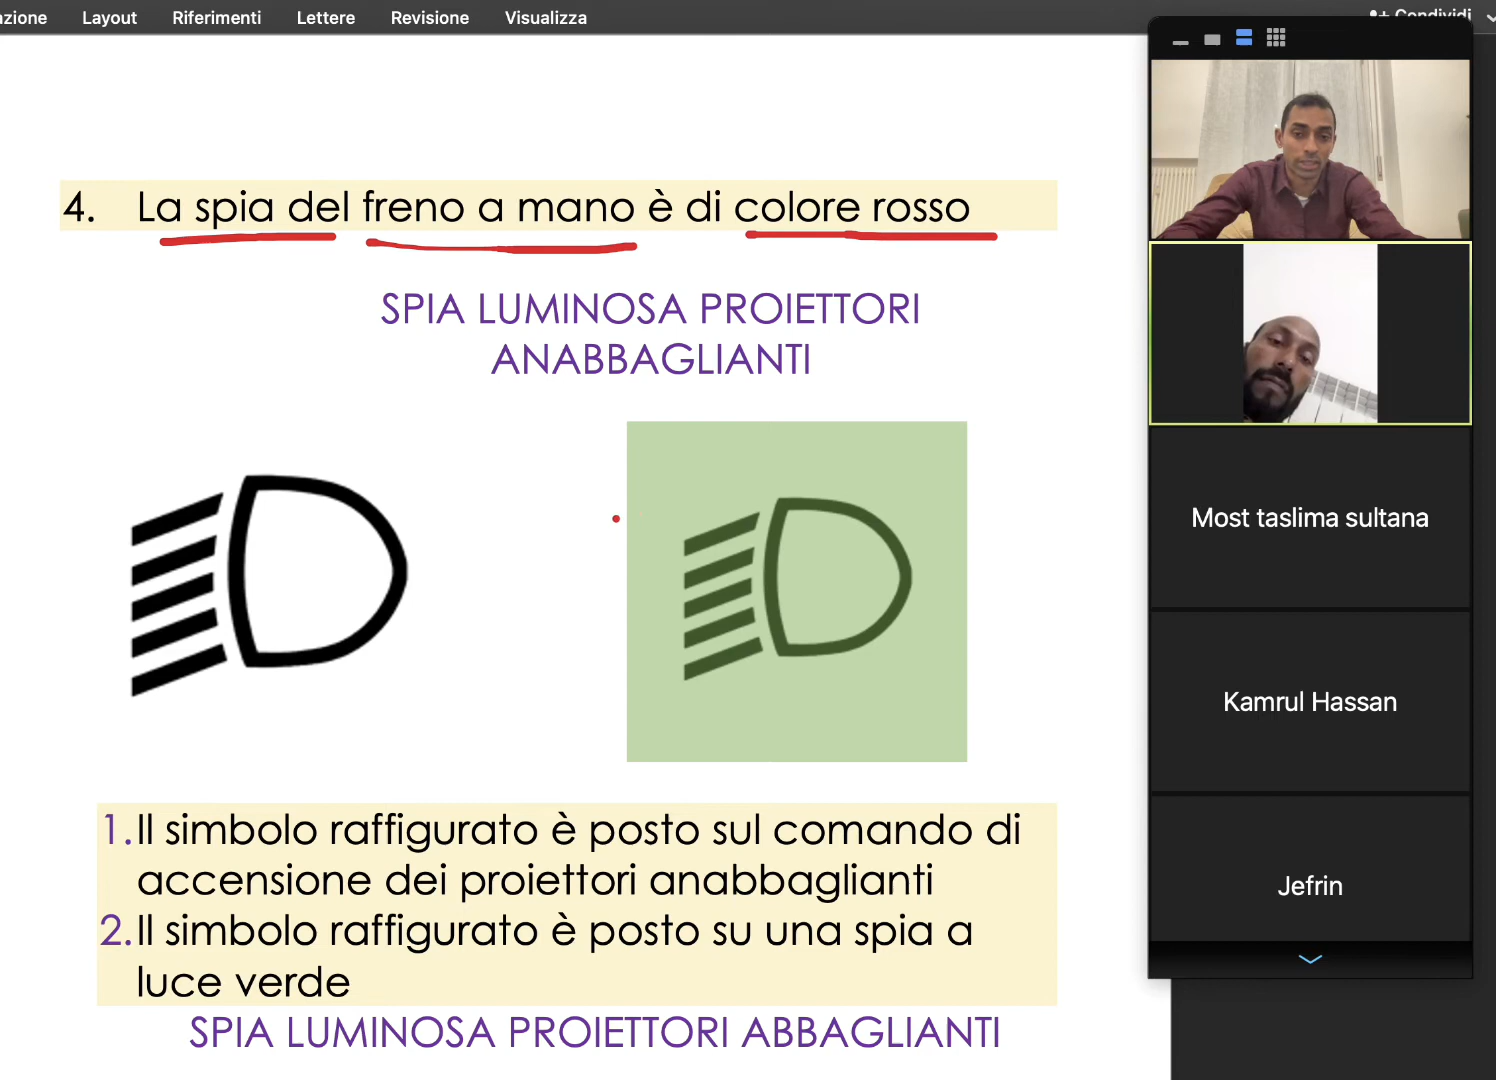 Layout Riferimenti Lettere Revisione Visualizza Condividi
4. La spia del freno a mano è di colore rosso
SPIA LUMINOSA PROIETTORI
ANABBAGLIANTI
1. Il simbolo raffigurato è posto sul comando di
accensione dei proiettori anabbaglianti
2. Il simbolo raffigurato è posto su una spia a
luce verde
SPIA LUMINOSA PROIETTORI ABBAGLIANTI
Most taslima sultana
Kamrul Hassan
Jefrin